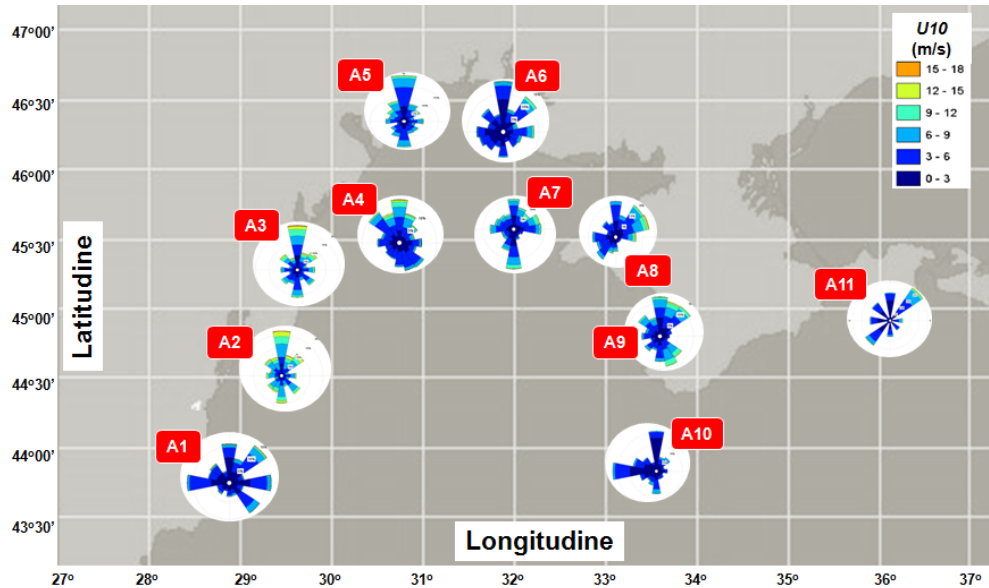 47°00'
46°30'
46°00'
45°30'
45°00'
44°30'
44°00'
43°30'
27°
28°
29°
30°
31°
32°
33°
34°
35°
36°
37°
Latitudine
Longitudine
U10
(m/s)
15 - 18
12 - 15
9 - 12
6 - 9
3 - 6
0 - 3
A5
A6
A4
A7
A3
A8
A11
A2
A9
A1
A10